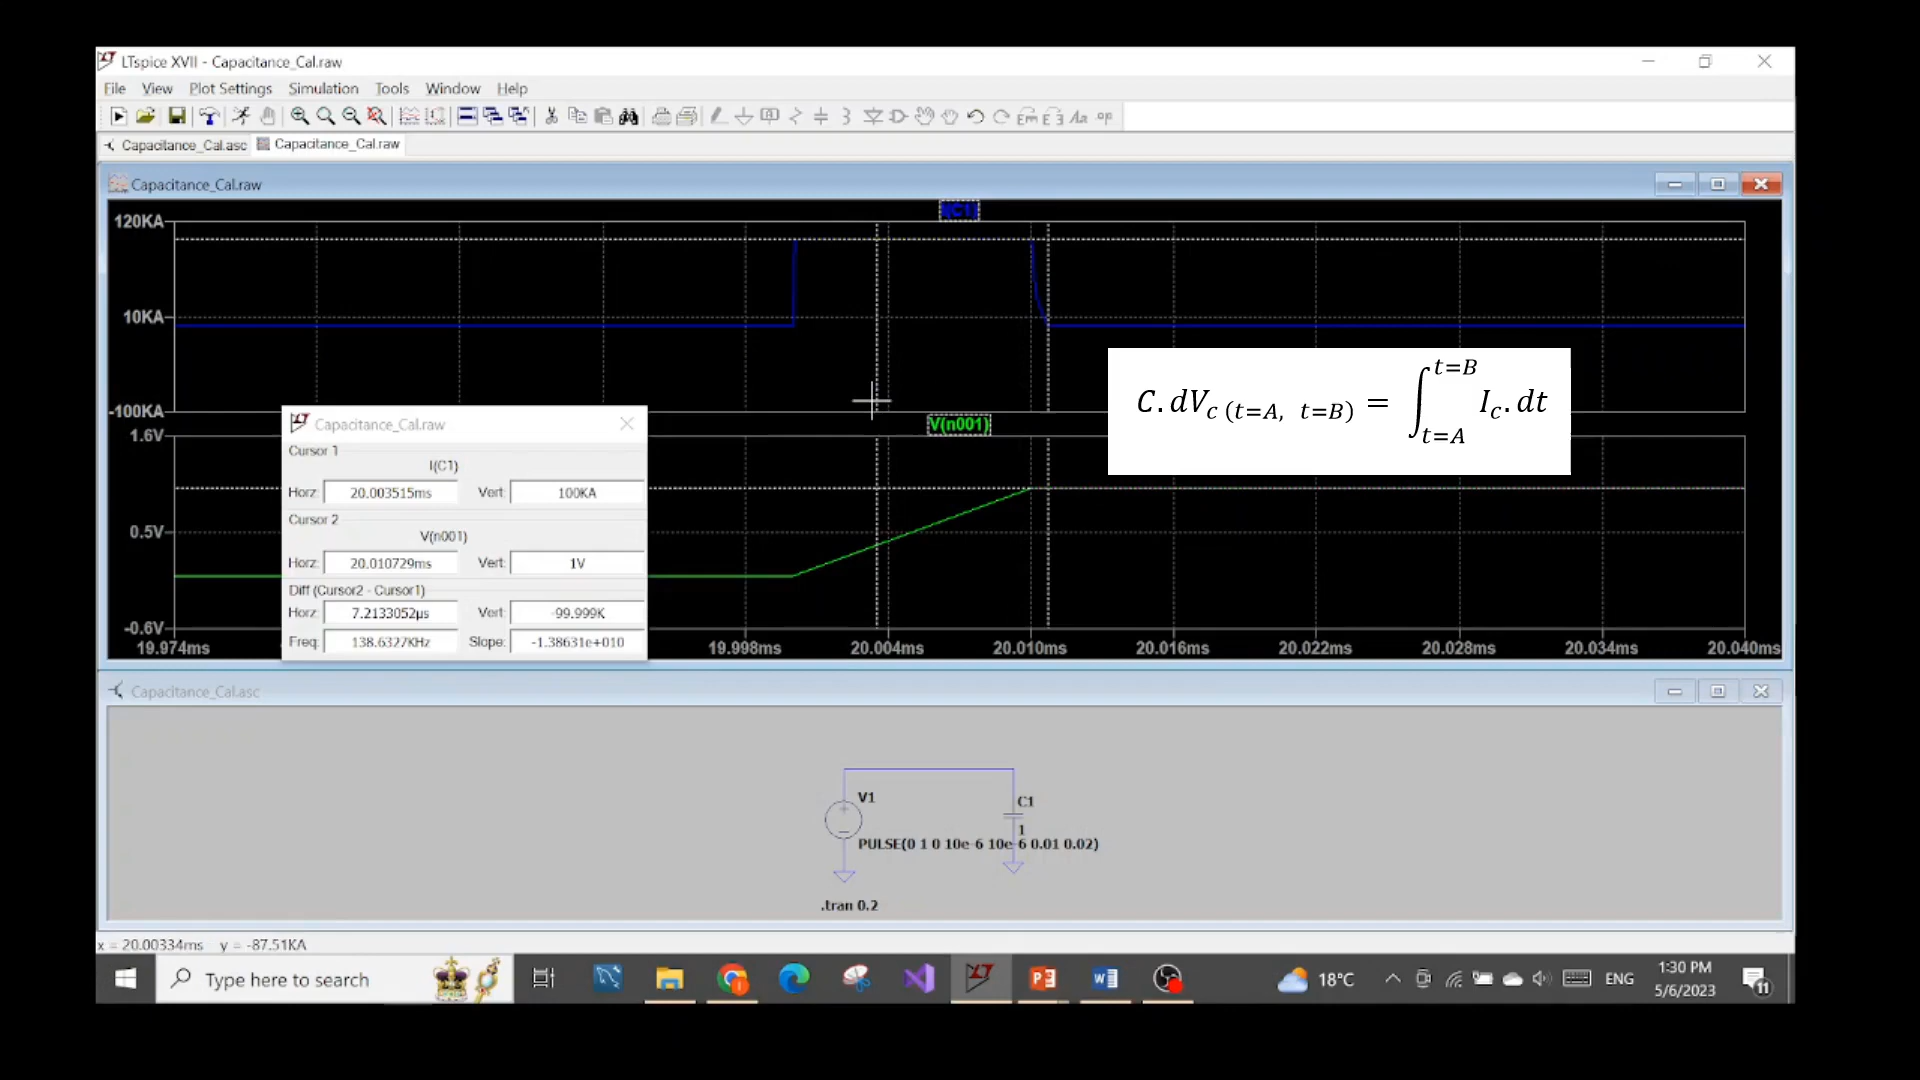 LTspice XVII - Capacitance_Cal.raw
File View Plot Settings Simulation Tools Window Help
Capacitance_Cal.asc Capacitance_Cal.raw
Capacitance_Cal.raw
I(C1)
120KA
10KA
-100KA
C.dVc (t=A, t=B) = ∫t=A t=B Ic.dt
V(n001)
1.6V
0.5V
-0.6V
19.974ms 19.998ms 20.004ms 20.010ms 20.016ms 20.022ms 20.028ms 20.034ms 20.040ms
Capacitance_Cal.raw
Cursor 1
I(C1)
Horz: 20.003515ms Vert: 100KA
Cursor 2
V(n001)
Horz: 20.010729ms Vert: 1V
Diff (Cursor2 - Cursor1)
Horz: 7.2133052µs Vert: -99.999K
Freq: 138.6327KHz Slope: -1.38631e+010
Capacitance_Cal.asc
V1
C1
1
PULSE(0 1 0 10e-6 10e-6 0.01 0.02)
.tran 0.2
x = 20.00334ms y = -87.51KA
Type here to search
18°C
ENG
1:30 PM
5/6/2023
11